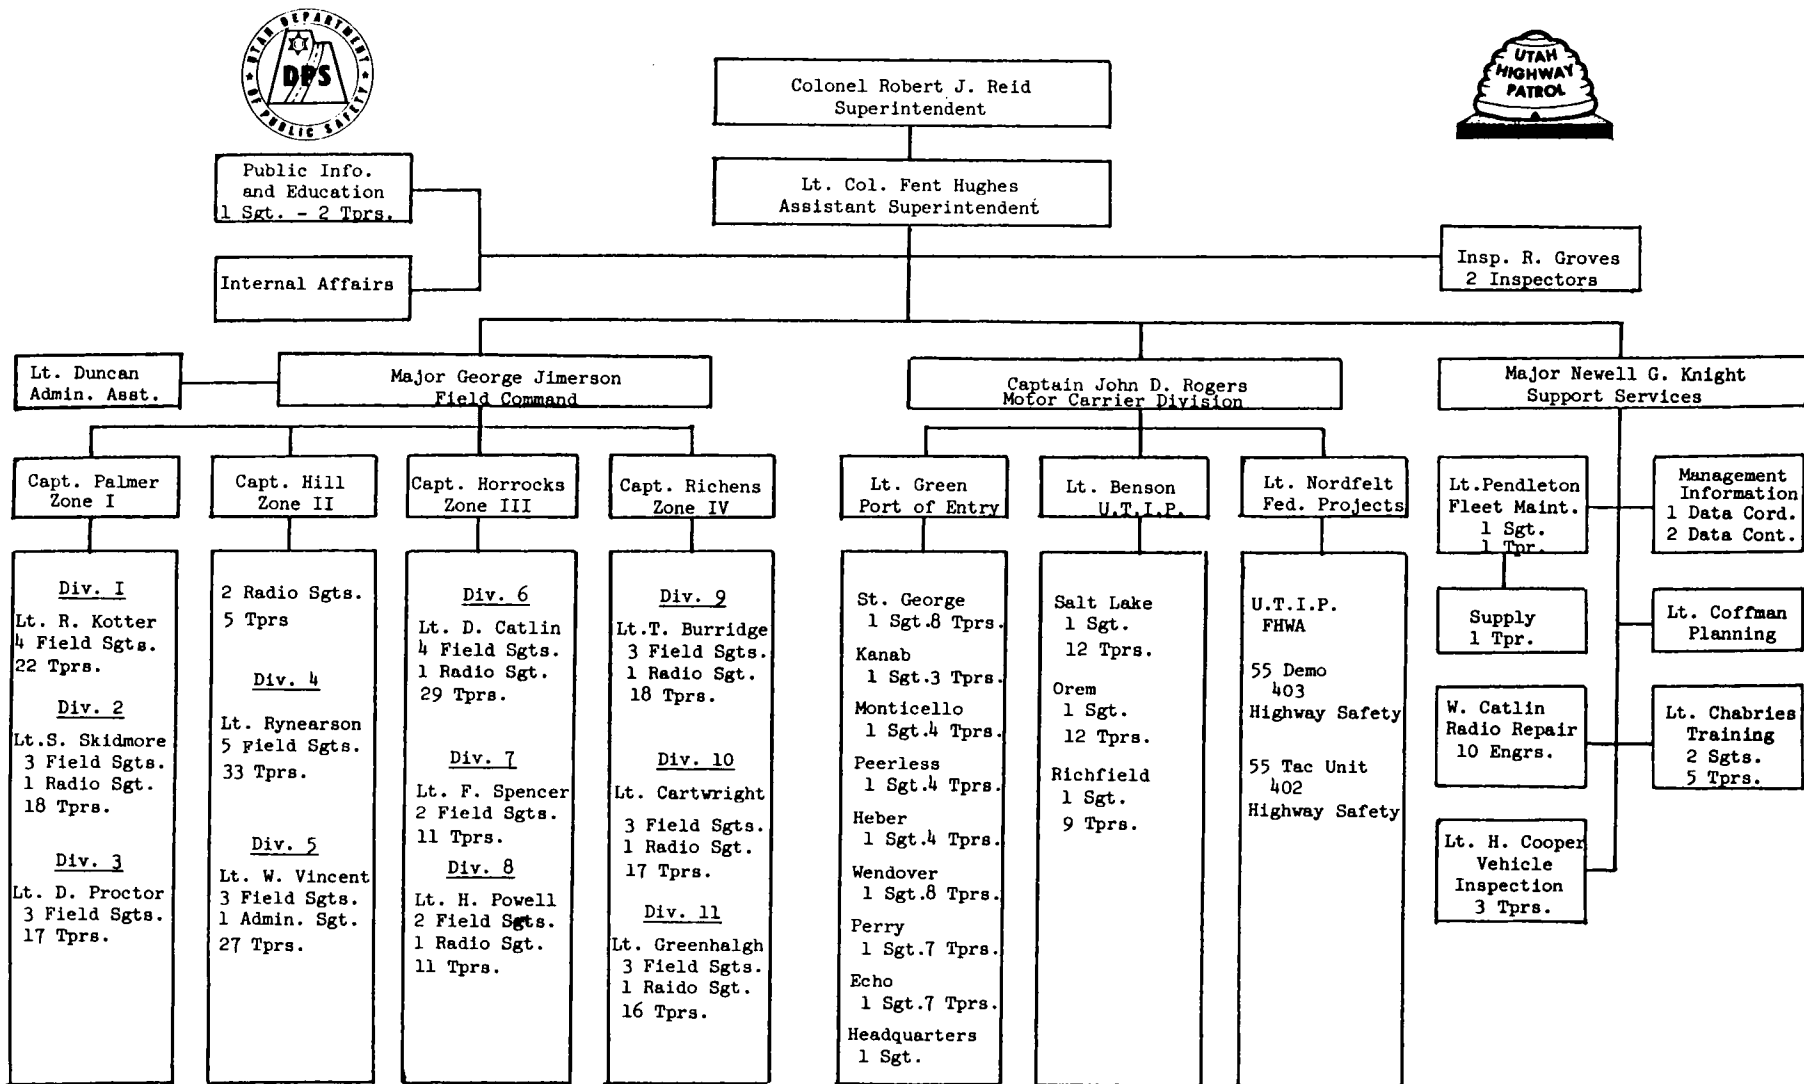 UTAH DEPARTMENT
OF PUBLIC SAFETY
DPS
UTAH
HIGHWAY
PATROL
Colonel Robert J. Reid
Superintendent
Lt. Col. Fent Hughes
Assistant Superintendent
Public Info.
and Education
1 Sgt. - 2 Tprs.
Internal Affairs
Insp. R. Groves
2 Inspectors
Lt. Duncan
Admin. Asst.
Major George Jimerson
Field Command
Captain John D. Rogers
Motor Carrier Division
Major Newell G. Knight
Support Services
Capt. Palmer
Zone I
Capt. Hill
Zone II
Capt. Horrocks
Zone III
Capt. Richens
Zone IV
Lt. Green
Port of Entry
Lt. Benson
U.T.I.P.
Lt. Nordfelt
Fed. Projects
Lt.Pendleton
Fleet Maint.
1 Sgt.
1 Tpr.
Management
Information
1 Data Cord.
2 Data Cont.
Div. I
Lt. R. Kotter
4 Field Sgts.
22 Tprs.
Div. 2
Lt.S. Skidmore
3 Field Sgts.
1 Radio Sgt.
18 Tprs.
Div. 3
Lt. D. Proctor
3 Field Sgts.
17 Tprs.
2 Radio Sgts.
5 Tprs
Div. 4
Lt. Rynearson
5 Field Sgts.
33 Tprs.
Div. 5
Lt. W. Vincent
3 Field Sgts.
1 Admin. Sgt.
27 Tprs.
Div. 6
Lt. D. Catlin
4 Field Sgts.
1 Radio Sgt.
29 Tprs.
Div. 7
Lt. F. Spencer
2 Field Sgts.
11 Tprs.
Div. 8
Lt. H. Powell
2 Field Sgts.
1 Radio Sgt.
11 Tprs.
Div. 9
Lt.T. Burridge
3 Field Sgts.
1 Radio Sgt.
18 Tprs.
Div. 10
Lt. Cartwright
3 Field Sgts.
1 Radio Sgt.
17 Tprs.
Div. 11
Lt. Greenhalgh
3 Field Sgts.
1 Raido Sgt.
16 Tprs.
St. George
1 Sgt.8 Tprs.
Kanab
1 Sgt.3 Tprs.
Monticello
1 Sgt.4 Tprs.
Peerless
1 Sgt.4 Tprs.
Heber
1 Sgt.4 Tprs.
Wendover
1 Sgt.8 Tprs.
Perry
1 Sgt.7 Tprs.
Echo
1 Sgt.7 Tprs.
Headquarters
1 Sgt.
Salt Lake
1 Sgt.
12 Tprs.
Orem
1 Sgt.
12 Tprs.
Richfield
1 Sgt.
9 Tprs.
U.T.I.P.
FHWA
55 Demo
403
Highway Safety
55 Tac Unit
402
Highway Safety
Supply
1 Tpr.
Lt. Coffman
Planning
W. Catlin
Radio Repair
10 Engrs.
Lt. Chabries
Training
2 Sgts.
5 Tprs.
Lt. H. Cooper
Vehicle
Inspection
3 Tprs.